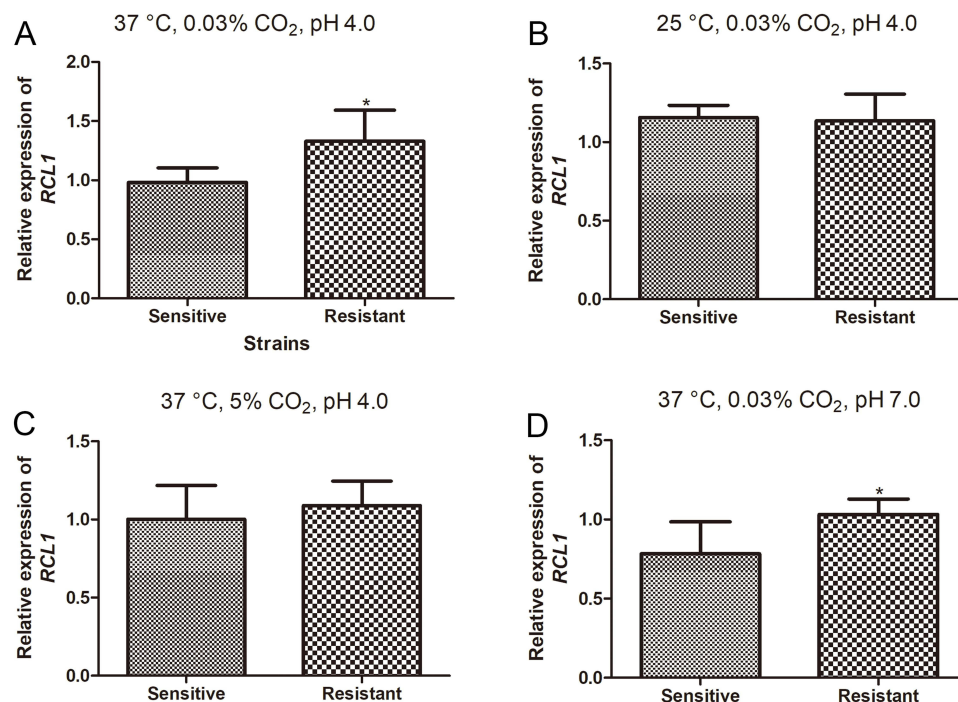 A
37 °C, 0.03% CO₂, pH 4.0
Relative expression of
RCL1
2.0
1.5
1.0
0.5
0.0
*
Sensitive
Resistant
Strains
B
25 °C, 0.03% CO₂, pH 4.0
Relative expression of
RCL1
1.5
1.0
0.5
0.0
Sensitive
Resistant
C
37 °C, 5% CO₂, pH 4.0
Relative expression of
RCL1
1.5
1.0
0.5
0.0
Sensitive
Resistant
D
37 °C, 0.03% CO₂, pH 7.0
Relative expression of
RCL1
1.5
1.0
0.5
0.0
*
Sensitive
Resistant